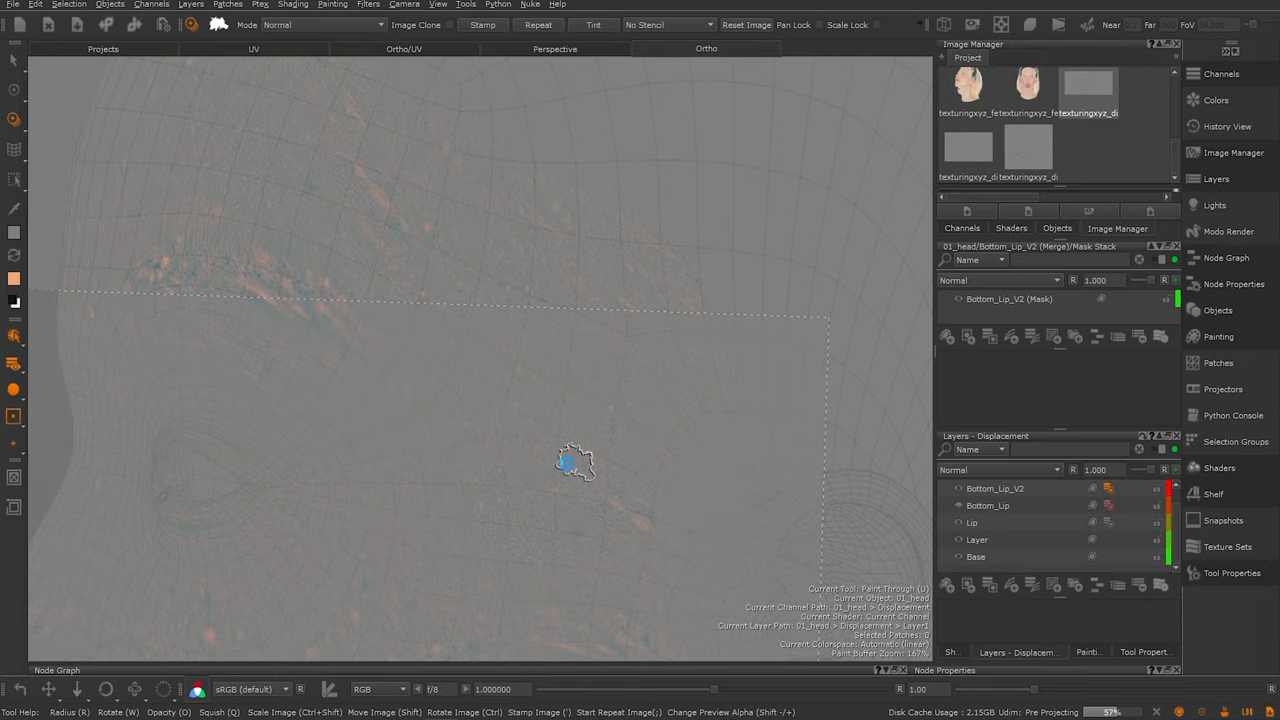 File Edit Selection Camera Objects Channels Layers Patches Ptex Shading Painting Filters Camera View Tools Python Nuke Help
Mode Normal Image Clone Stamp Repeat Tint No Stencil Reset Image Pan Lock Scale Lock » Near 0.1 Far FoV
Projects UV Ortho/UV Perspective Ortho
Image Manager
Project
texturingxyz_fe texturingxyz_fe texturingxyz_di
texturingxyz_di texturingxyz_di
Channels Shaders Objects Image Manager
01_head/Bottom_Lip_V2 (Merge)/Mask Stack
Name
Normal R 1.000
Bottom_Lip_V2 (Mask)
Layers - Displacement
Name
Normal R 1.000
Bottom_Lip_V2
Bottom_Lip
Lip
Layer
Base
Sh... Layers - Displacem... Painti... Tool Propert...
Channels
Colors
History View
Image Manager
Layers
Lights
Modo Render
Node Graph
Node Properties
Objects
Painting
Patches
Projectors
Python Console
Selection Groups
Shaders
Shelf
Snapshots
Texture Sets
Tool Properties
Current Tool: Paint Through (U)
Current Object: 01_head
Current Channel Path: 01_head > Displacement
Current Shader: Current Channel
Current Layer Path: 01_head > Displacement > Layer1
Selected Patches: 0
Current Colorspace: Automatic (linear)
Paint Buffer Zoom: 167%
Node Graph Node Properties
sRGB (default) R RGB f/8 1.000000 R 1.00 R
Tool Help: Radius (R) Rotate (W) Opacity (O) Squish (Q) Scale Image (Ctrl+Shift) Move Image (Shift) Rotate Image (Ctrl) Stamp Image (') Start Repeat Image(;) Change Preview Alpha (Shift -/+) Disk Cache Usage : 2.15GB Udim: Pre Projecting 57%